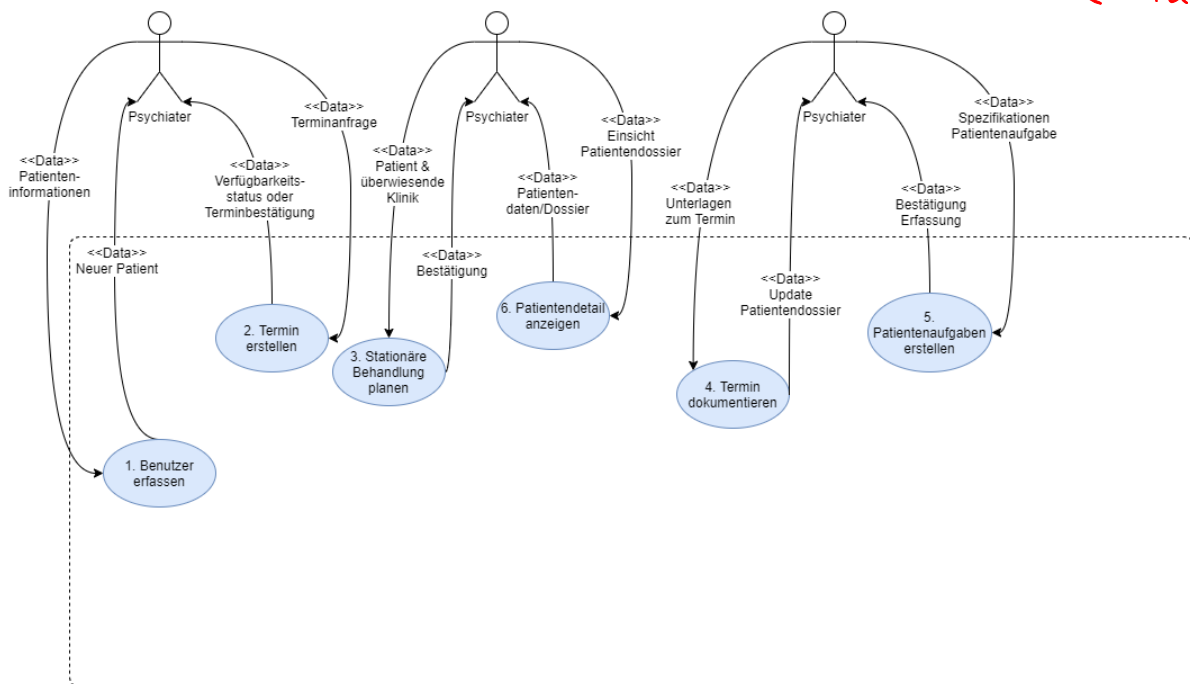 Psychiater
Psychiater
Psychiater
<<Data>>
Patienten-
informationen
<<Data>>
Neuer Patient
<<Data>>
Verfügbarkeits-
status oder
Terminbestätigung
<<Data>>
Terminanfrage
<<Data>>
Patient &
überwiesende
Klinik
<<Data>>
Bestätigung
<<Data>>
Patienten-
daten/Dossier
<<Data>>
Einsicht
Patientendossier
<<Data>>
Unterlagen
zum Termin
<<Data>>
Update
Patientendossier
<<Data>>
Bestätigung
Erfassung
<<Data>>
Spezifikationen
Patientenaufgabe
1. Benutzer
erfassen
2. Termin
erstellen
3. Stationäre
Behandlung
planen
6. Patientendetail
anzeigen
4. Termin
dokumentieren
5.
Patientenaufgaben
erstellen